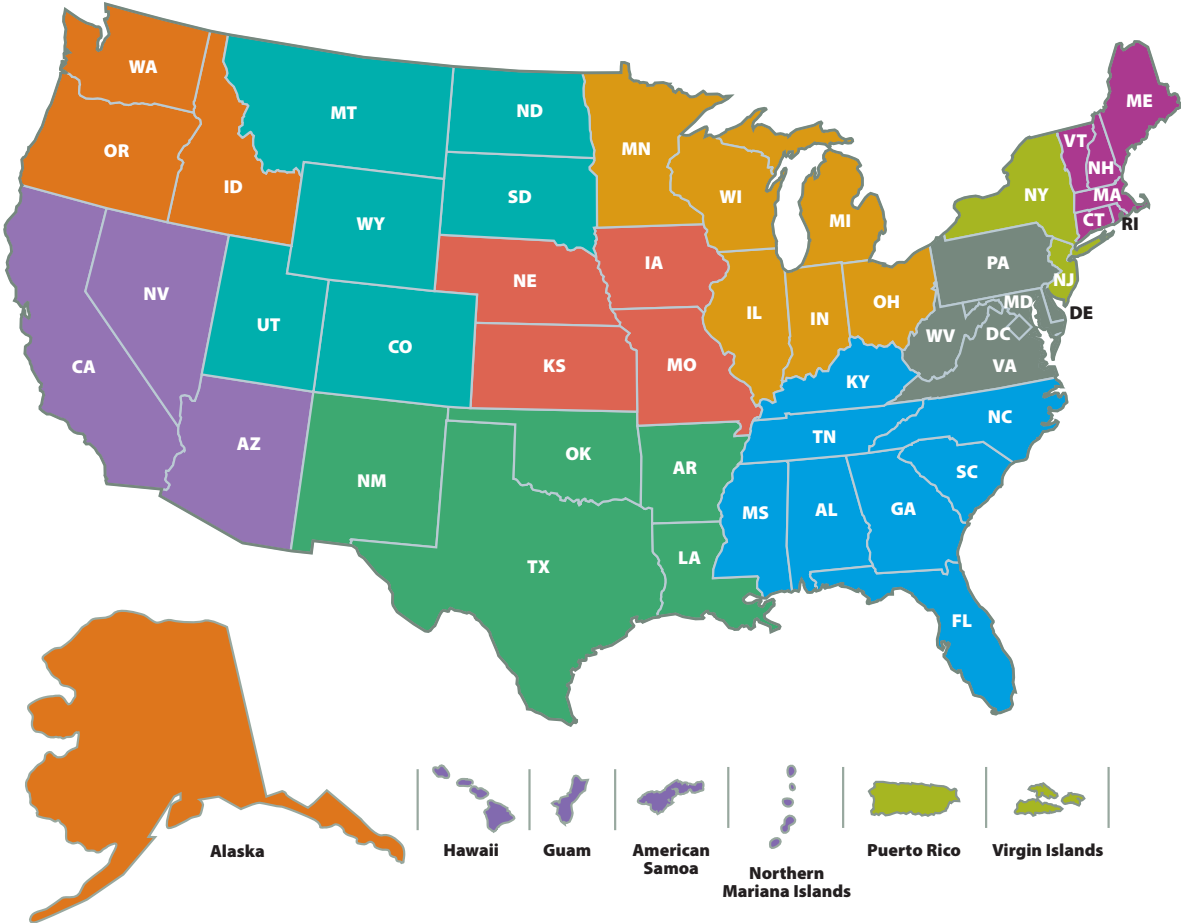 WA
OR
ID
MT
ND
SD
WY
MN
WI
MI
ME
VT
NH
MA
CT
RI
NY
NJ
PA
CA
NV
UT
CO
AZ
NM
NE
KS
IA
MO
IL
IN
OH
WV
MD
DC
DE
VA
KY
TN
NC
SC
OK
AR
TX
LA
MS
AL
GA
FL
Alaska
Hawaii
Guam
American
Samoa
Northern
Mariana Islands
Puerto Rico
Virgin Islands